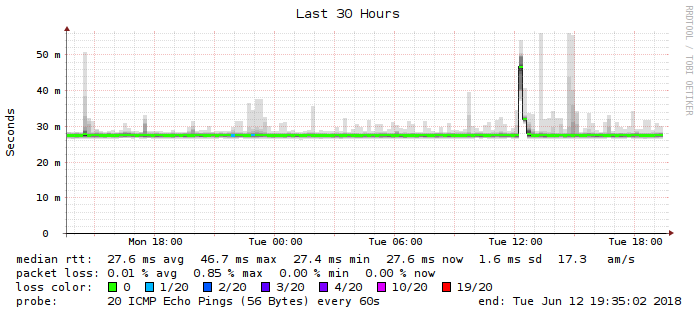 Last 30 Hours
RRDTOOL / TOBI OETIKER
Seconds
50 m
40 m
30 m
20 m
10 m
0
Mon 18:00 Tue 00:00 Tue 06:00 Tue 12:00 Tue 18:00
median rtt: 27.6 ms avg 46.7 ms max 27.4 ms min 27.6 ms now 1.6 ms sd 17.3 am/s
packet loss: 0.01 % avg 0.85 % max 0.00 % min 0.00 % now
loss color: 0 1/20 2/20 3/20 4/20 10/20 19/20
probe: 20 ICMP Echo Pings (56 Bytes) every 60s end: Tue Jun 12 19:35:02 2018